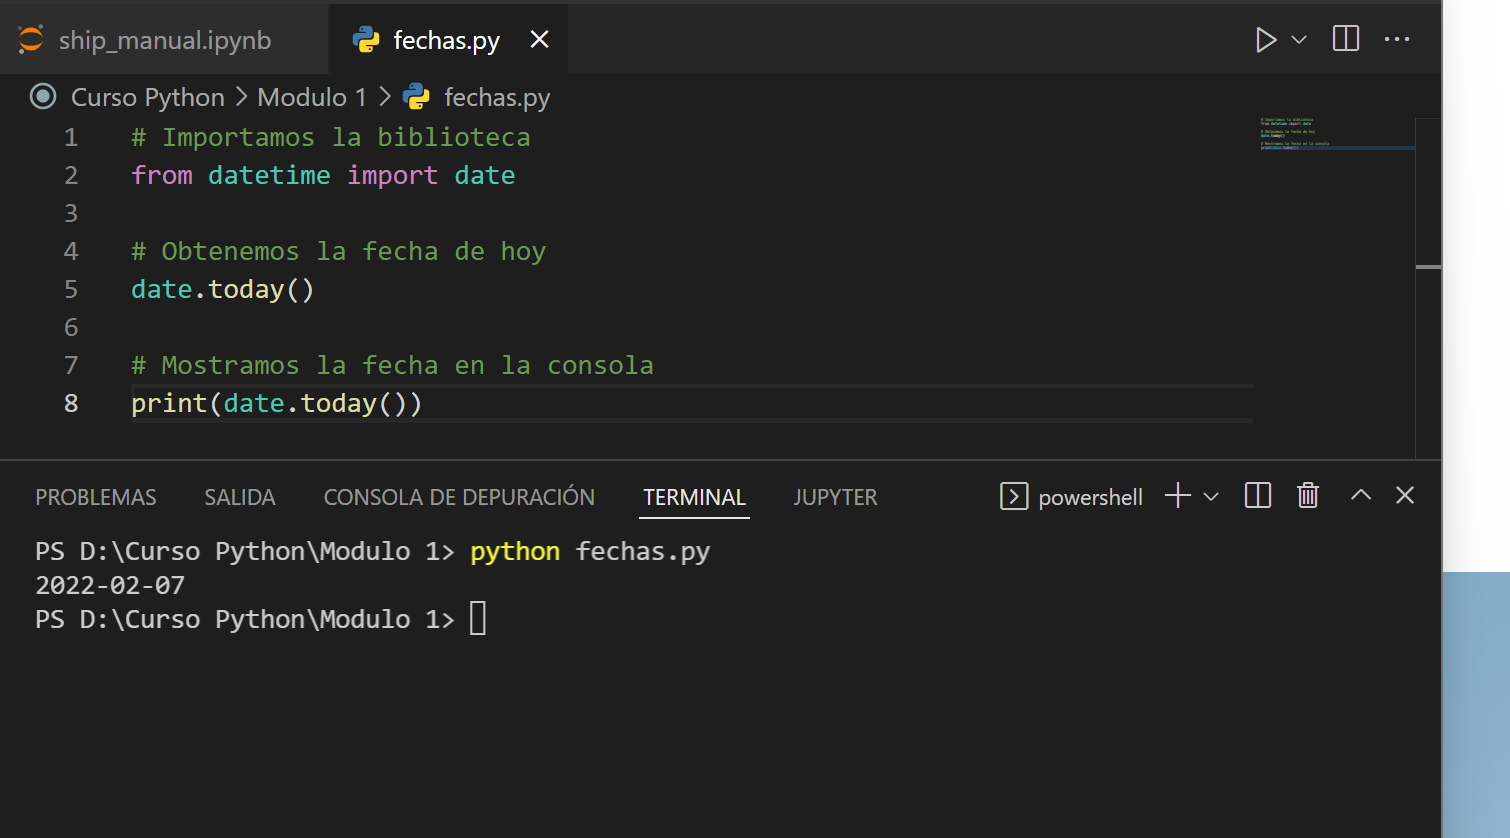 ship_manual.ipynb fechas.py
Curso Python > Modulo 1 > fechas.py
1 # Importamos la biblioteca
2 from datetime import date
3
4 # Obtenemos la fecha de hoy
5 date.today()
6
7 # Mostramos la fecha en la consola
8 print(date.today())
PROBLEMAS SALIDA CONSOLA DE DEPURACIÓN TERMINAL JUPYTER powershell
PS D:\Curso Python\Modulo 1> python fechas.py
2022-02-07
PS D:\Curso Python\Modulo 1>